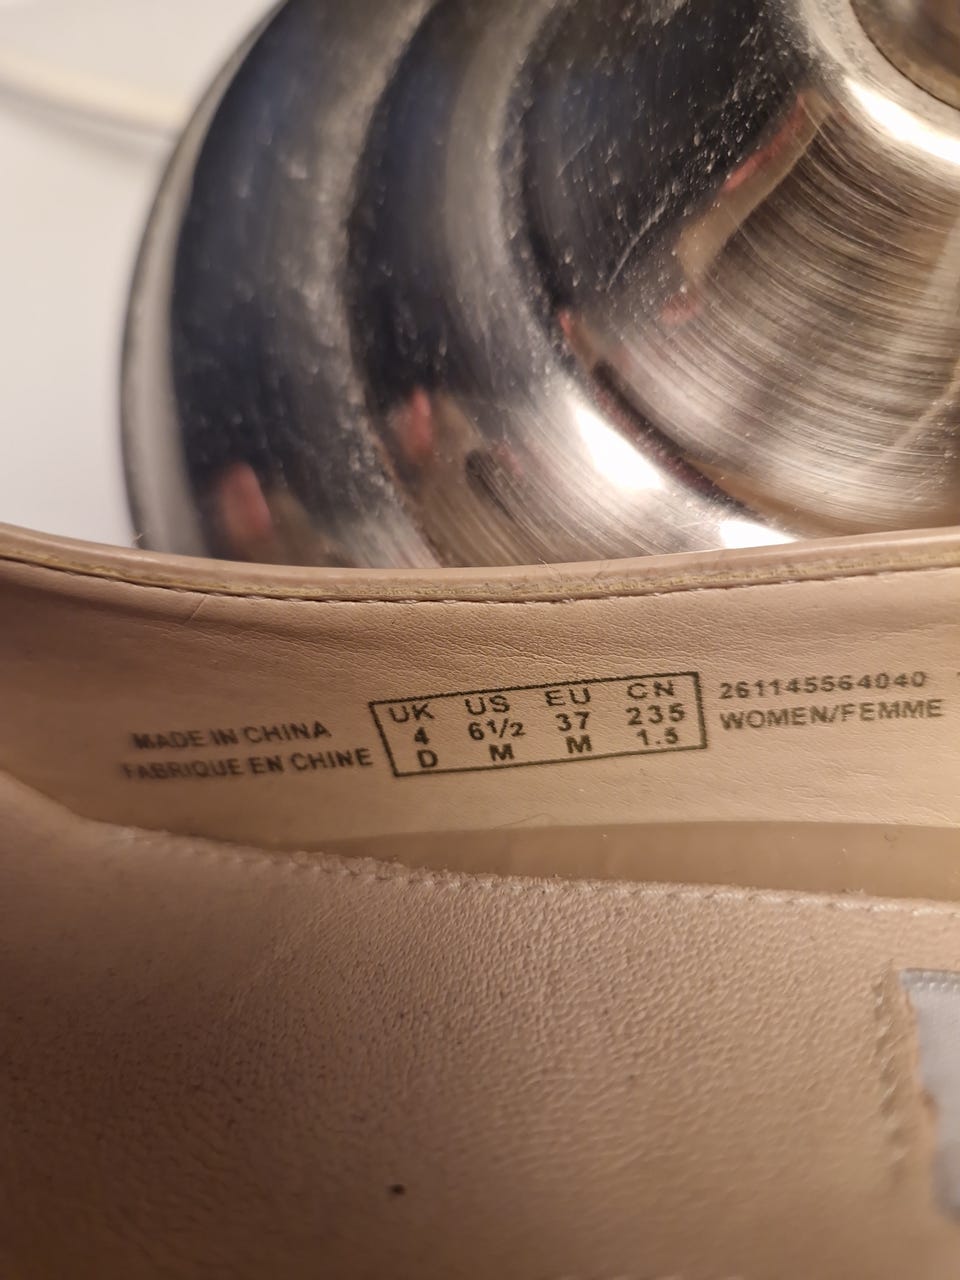 MADE IN CHINA
FABRIQUE EN CHINE
UK US EU CN
4 6½ 37 235
D M M 1.5
261145564040
WOMEN/FEMME